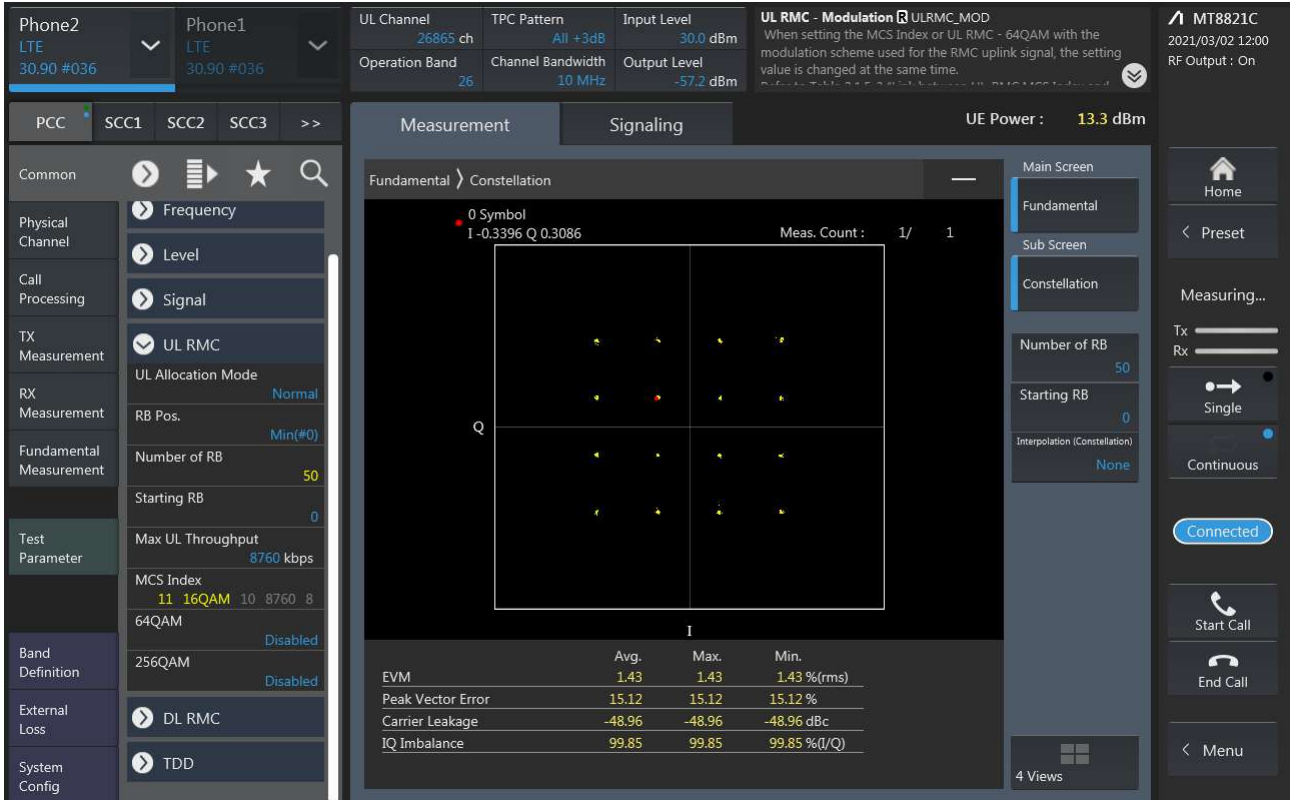 Phone2
LTE
30.90 #036
Phone1
LTE
30.90 #036
UL Channel
26865 ch
TPC Pattern
All +3dB
Input Level
30.0 dBm
Operation Band
26
Channel Bandwidth
10 MHz
Output Level
-57.2 dBm
UL RMC - Modulation R ULRMC_MOD
When setting the MCS Index or UL RMC - 64QAM with the
modulation scheme used for the RMC uplink signal, the setting
value is changed at the same time.
MT8821C
2021/03/02 12:00
RF Output : On
PCC SCC1 SCC2 SCC3 >>
Measurement
Signaling
UE Power : 13.3 dBm
Common
Physical
Channel
Call
Processing
TX
Measurement
RX
Measurement
Fundamental
Measurement
Test
Parameter
Band
Definition
External
Loss
System
Config
Frequency
Level
Signal
UL RMC
UL Allocation Mode
Normal
RB Pos.
Min(#0)
Number of RB
50
Starting RB
0
Max UL Throughput
8760 kbps
MCS Index
11 16QAM 10 8760 8
64QAM
Disabled
256QAM
Disabled
DL RMC
TDD
Fundamental 〉 Constellation
0 Symbol
I -0.3396 Q 0.3086
Meas. Count : 1/ 1
Q
I
Avg. Max. Min.
EVM 1.43 1.43 1.43 %(rms)
Peak Vector Error 15.12 15.12 15.12 %
Carrier Leakage -48.96 -48.96 -48.96 dBc
IQ Imbalance 99.85 99.85 99.85 %(I/Q)
Main Screen
Fundamental
Sub Screen
Constellation
Number of RB
50
Starting RB
0
Interpolation (Constellation)
None
4 Views
Home
< Preset
Measuring...
Tx
Rx
Single
Continuous
Connected
Start Call
End Call
< Menu